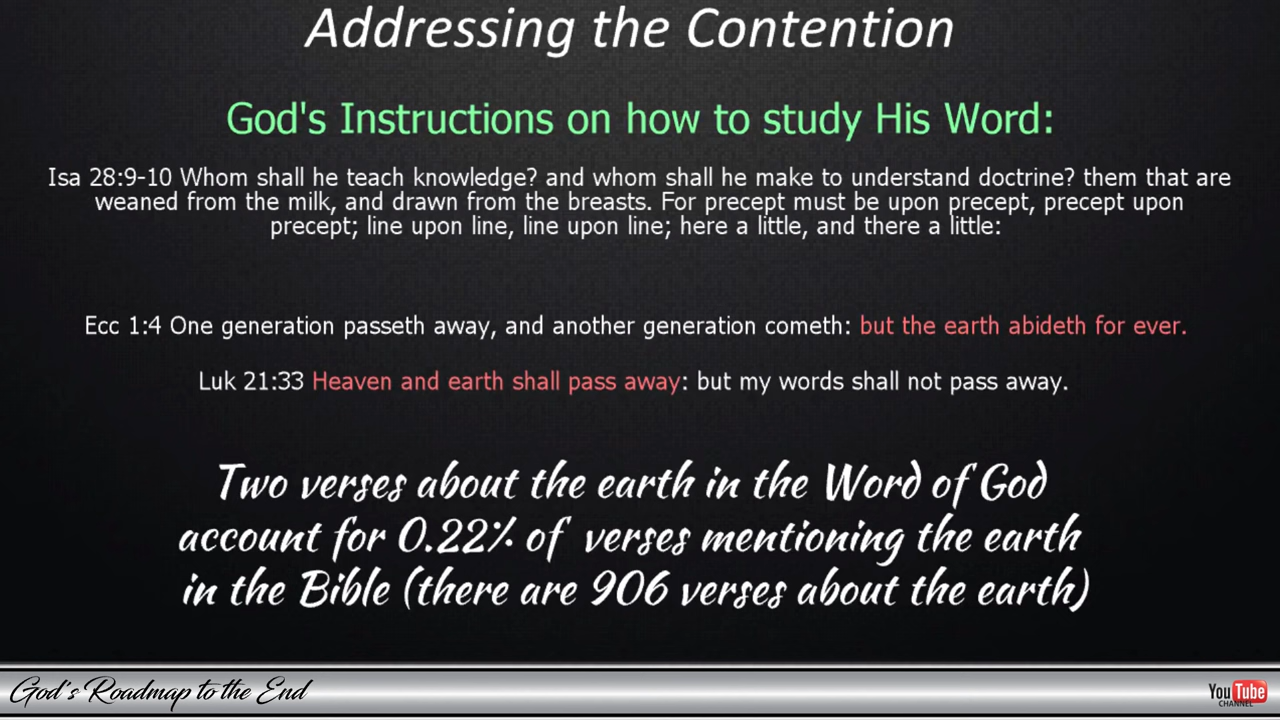 Addressing the Contention
God's Instructions on how to study His Word:
Isa 28:9-10 Whom shall he teach knowledge? and whom shall he make to understand doctrine? them that are
weaned from the milk, and drawn from the breasts. For precept must be upon precept, precept upon
precept; line upon line, line upon line; here a little, and there a little:
Ecc 1:4 One generation passeth away, and another generation cometh: but the earth abideth for ever.
Luk 21:33 Heaven and earth shall pass away: but my words shall not pass away.
Two verses about the earth in the Word of God
account for 0.22% of verses mentioning the earth
in the Bible (there are 906 verses about the earth)
God's Roadmap to the End
YouTube
CHANNEL